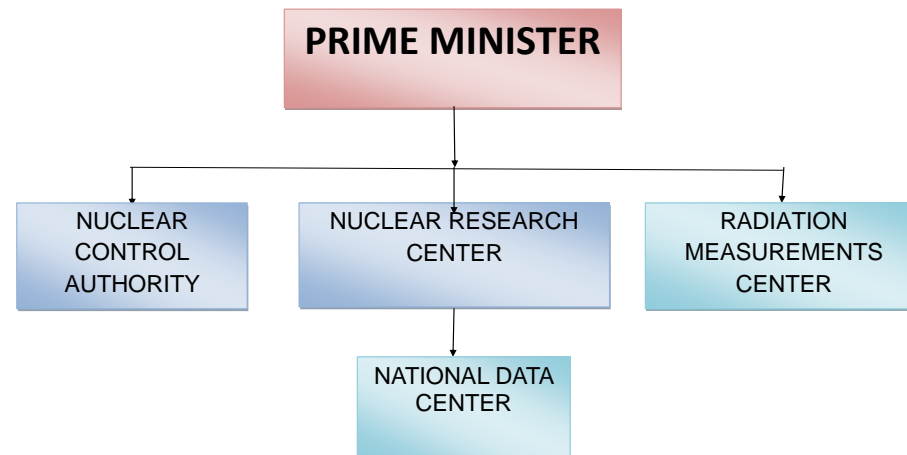 PRIME MINISTER
NUCLEAR
CONTROL
AUTHORITY
NUCLEAR RESEARCH
CENTER
RADIATION
MEASUREMENTS
CENTER
NATIONAL DATA
CENTER